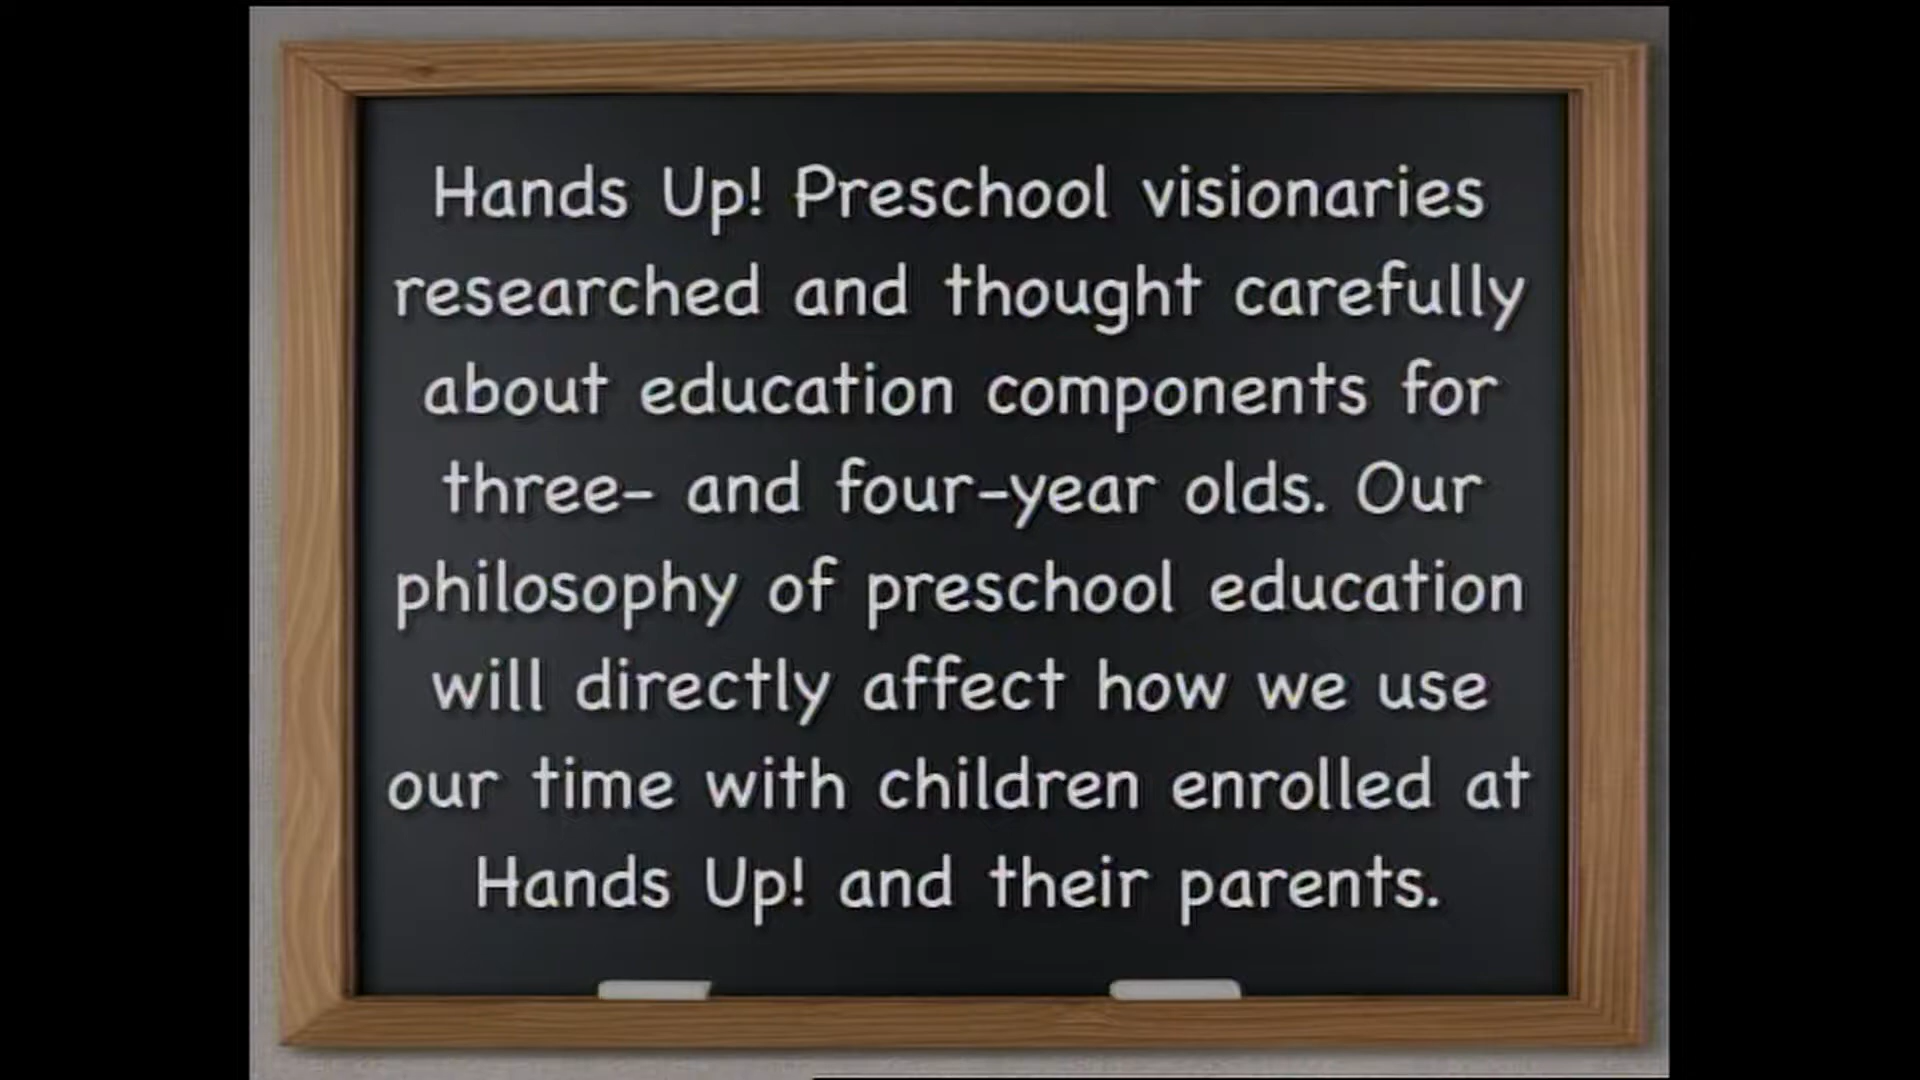 Hands Up! Preschool visionaries
researched and thought carefully
about education components for
three- and four-year olds. Our
philosophy of preschool education
will directly affect how we use
our time with children enrolled at
Hands Up! and their parents.